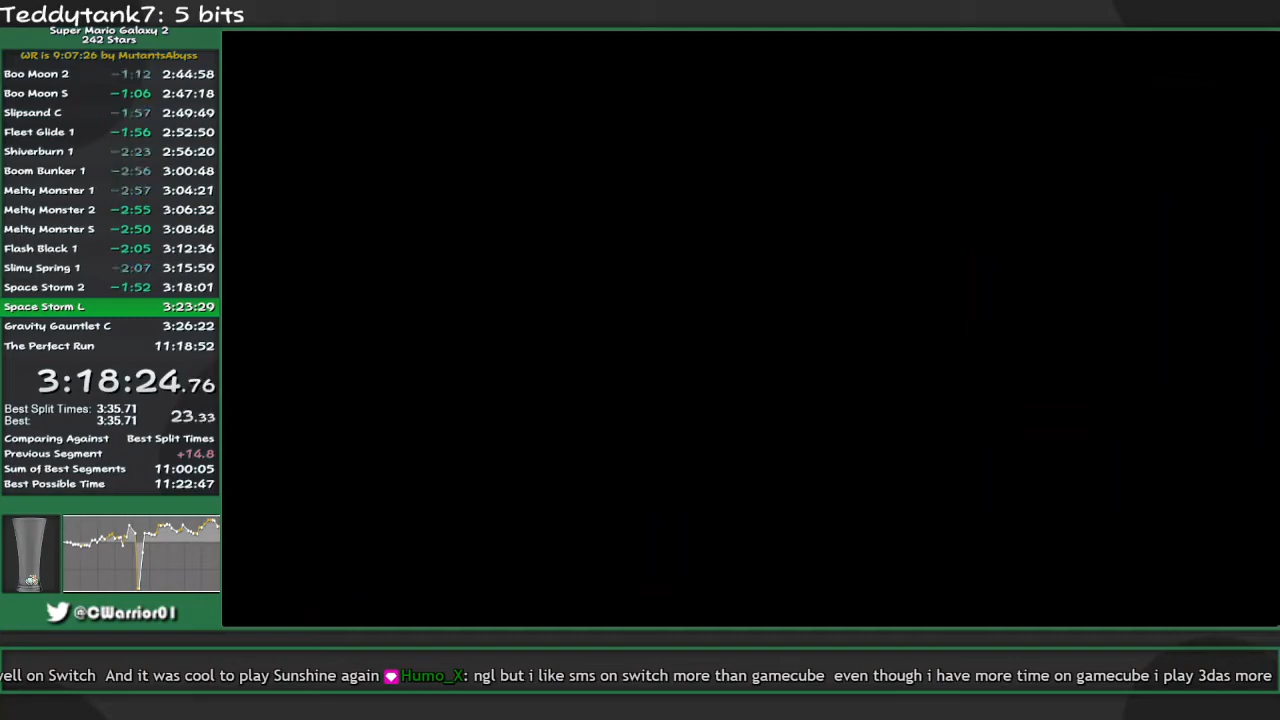 Teddytank7: 5 bits
Super Mario Galaxy 2
242 Stars
WR is 9:07:26 by MutantsAbyss
Boo Moon 2 -1:12 2:44:58
Boo Moon S -1:06 2:47:18
Slipsand C -1:57 2:49:49
Fleet Glide 1 -1:56 2:52:50
Shiverburn 1 -2:23 2:56:20
Boom Bunker 1 -2:56 3:00:48
Melty Monster 1 -2:57 3:04:21
Melty Monster 2 -2:55 3:06:32
Melty Monster S -2:50 3:08:48
Flash Black 1 -2:05 3:12:36
Slimy Spring 1 -2:07 3:15:59
Space Storm 2 -1:52 3:18:01
Space Storm L 3:23:29
Gravity Gauntlet C 3:26:22
The Perfect Run 11:18:52
3:18:24.76
Best Split Times: 3:35.71 23.33
Best: 3:35.71
Comparing Against Best Split Times
Previous Segment +14.8
Sum of Best Segments 11:00:05
Best Possible Time 11:22:47
@CWarrior01
vell on Switch And it was cool to play Sunshine again Humo_X: ngl but i like sms on switch more than gamecube even though i have more time on gamecube i play 3das more